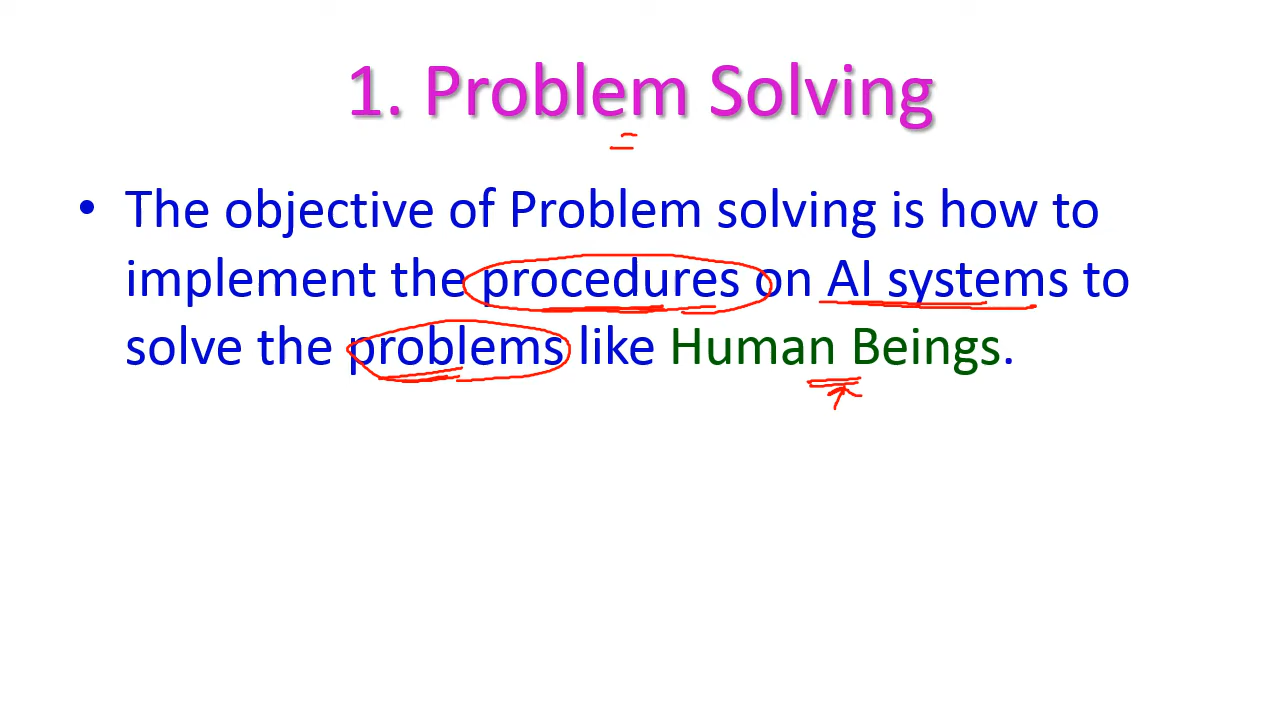 1. Problem Solving
• The objective of Problem solving is how to
implement the procedures on AI systems to
solve the problems like Human Beings.